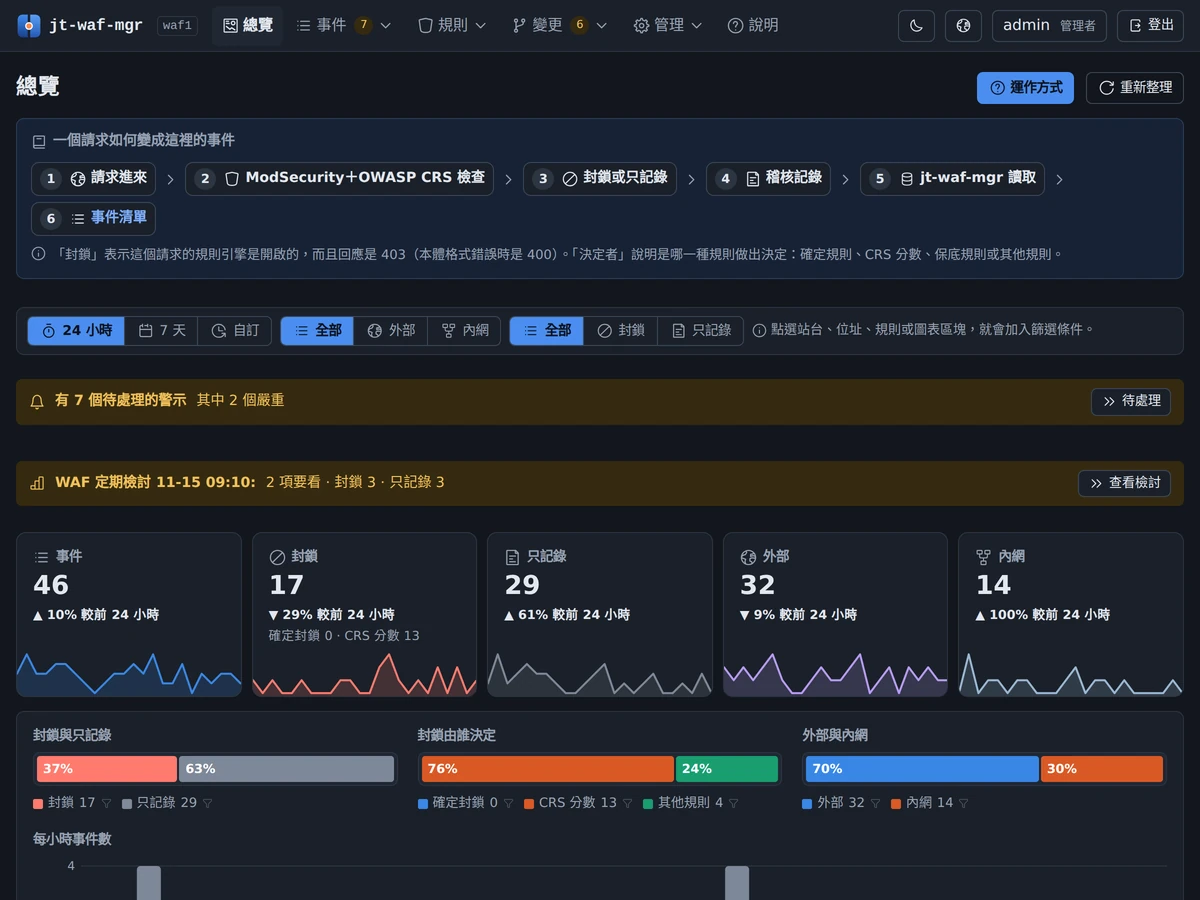 jt-waf-mgr waf1 總覽 事件 7 規則 變更 6 管理 說明 admin 管理者 登出
總覽 運作方式 重新整理
一個請求如何變成這裡的事件
1 請求進來 2 ModSecurity+OWASP CRS 檢查 3 封鎖或只記錄 4 稽核記錄 5 jt-waf-mgr 讀取
6 事件清單
「封鎖」表示這個請求的規則引擎是開啟的，而且回應是 403（本體格式錯誤時是 400）。「決定者」說明是哪一種規則做出決定：確定規則、CRS 分數、保底規則或其他規則。
24 小時 7 天 自訂 全部 外部 內網 全部 封鎖 只記錄 點選站台、位址、規則或圖表區塊，就會加入篩選條件。
有 7 個待處理的警示 其中 2 個嚴重 待處理
WAF 定期檢討 11-15 09:10: 2 項要看 · 封鎖 3 · 只記錄 3 查看檢討
事件 封鎖 只記錄 外部 內網
46 17 29 32 14
▲ 10% 較前 24 小時 ▼ 29% 較前 24 小時 ▲ 61% 較前 24 小時 ▼ 9% 較前 24 小時 ▲ 100% 較前 24 小時
確定封鎖 0 · CRS 分數 13
封鎖與只記錄 封鎖由誰決定 外部與內網
37% 63% 76% 24% 70% 30%
封鎖 17 只記錄 29 確定封鎖 0 CRS 分數 13 其他規則 4 外部 32 內網 14
每小時事件數
4